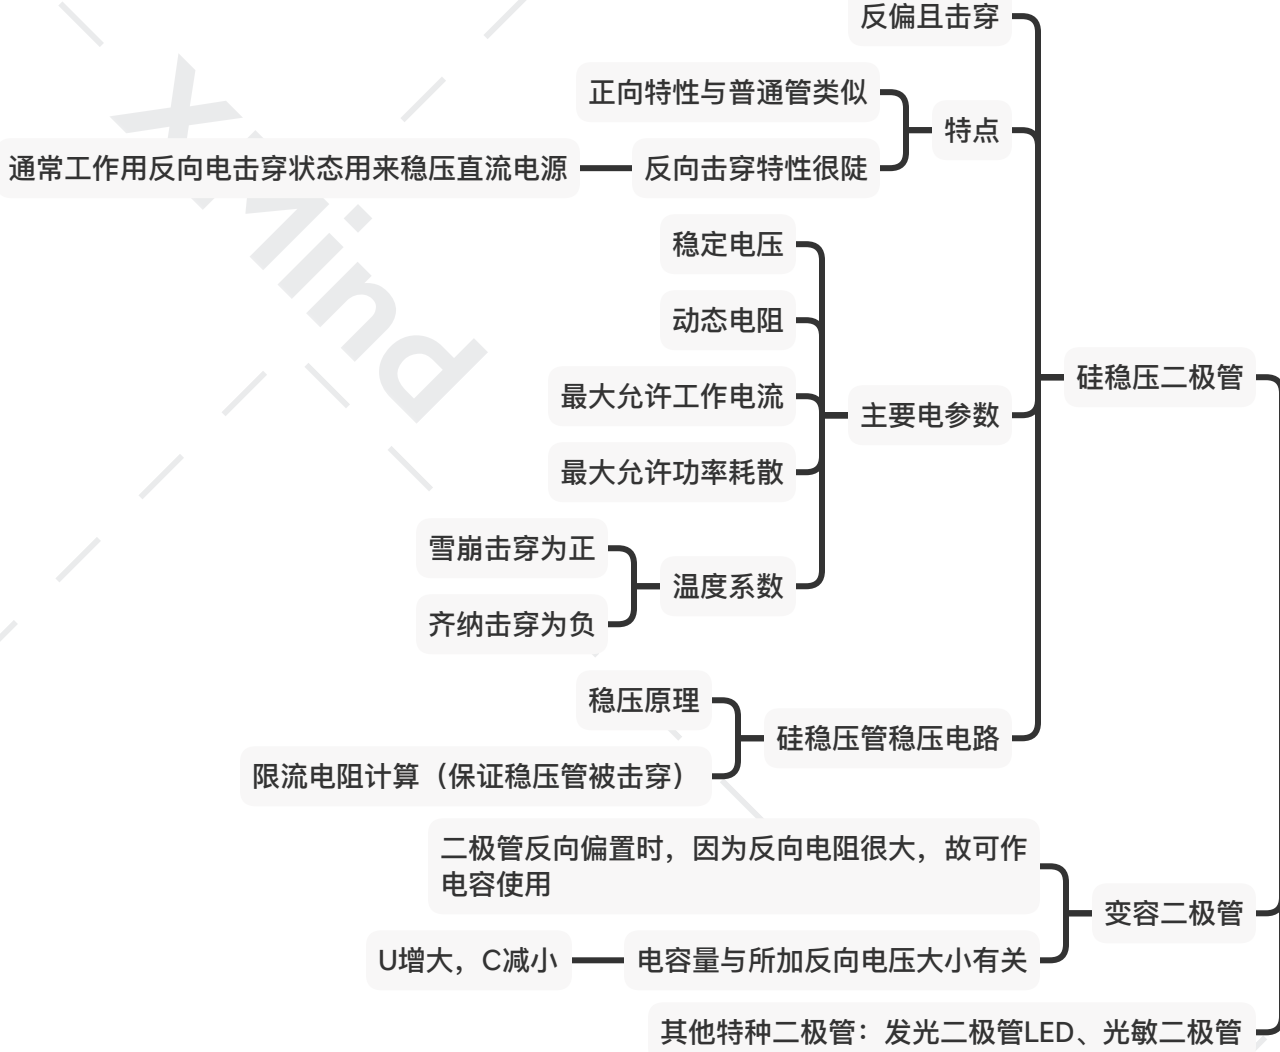 反偏且击穿
正向特性与普通管类似
特点
通常工作用反向电击穿状态用来稳压直流电源
反向击穿特性很陡
稳定电压
动态电阻
硅稳压二极管
最大允许工作电流
主要电参数
最大允许功率耗散
雪崩击穿为正
温度系数
齐纳击穿为负
稳压原理
硅稳压管稳压电路
限流电阻计算（保证稳压管被击穿）
二极管反向偏置时，因为反向电阻很大，故可作
电容使用
变容二极管
U增大，C减小
电容量与所加反向电压大小有关
其他特种二极管：发光二极管LED、光敏二极管
XMind